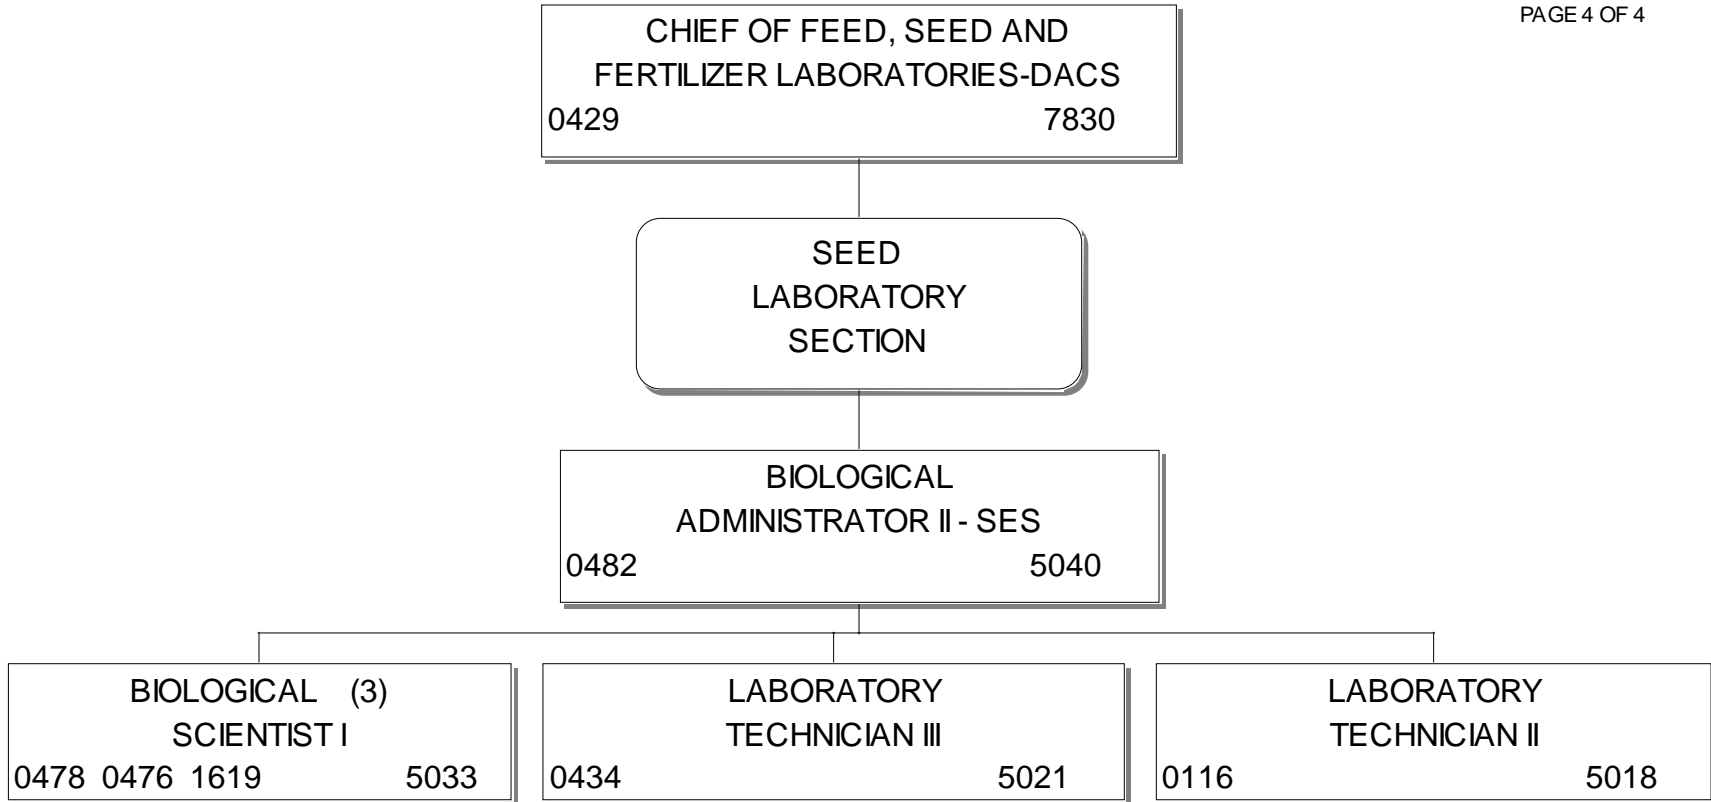 PAGE 4 OF 4
CHIEF OF FEED, SEED AND
FERTILIZER LABORATORIES-DACS
0429 7830
SEED
LABORATORY
SECTION
BIOLOGICAL
ADMINISTRATOR II - SES
0482 5040
BIOLOGICAL (3)
SCIENTIST I
0478 0476 1619 5033
LABORATORY
TECHNICIAN III
0434 5021
LABORATORY
TECHNICIAN II
0116 5018